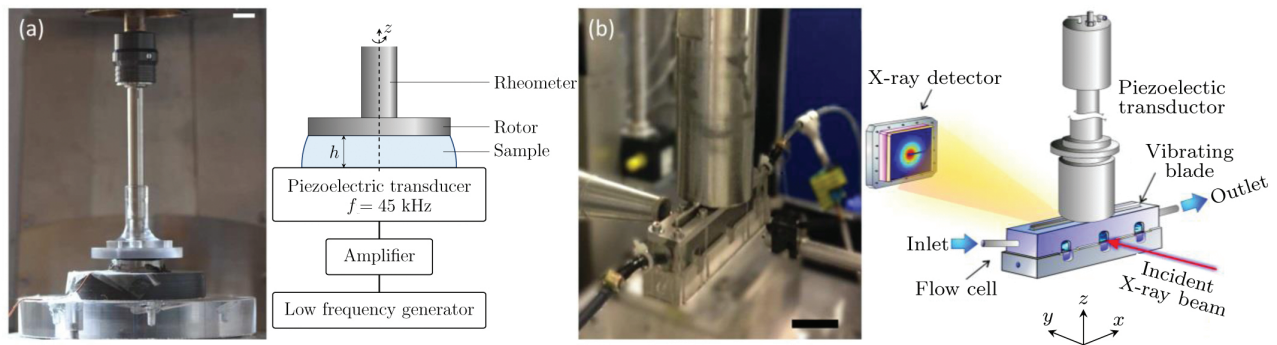 (a)
z
Rheometer
Rotor
Sample
h
Piezoelectric transducer
f = 45 kHz
Amplifier
Low frequency generator
(b)
X-ray detector
Piezoelectic
transductor
Vibrating
blade
Outlet
Inlet
Flow cell
Incident
X-ray beam
z
y
x